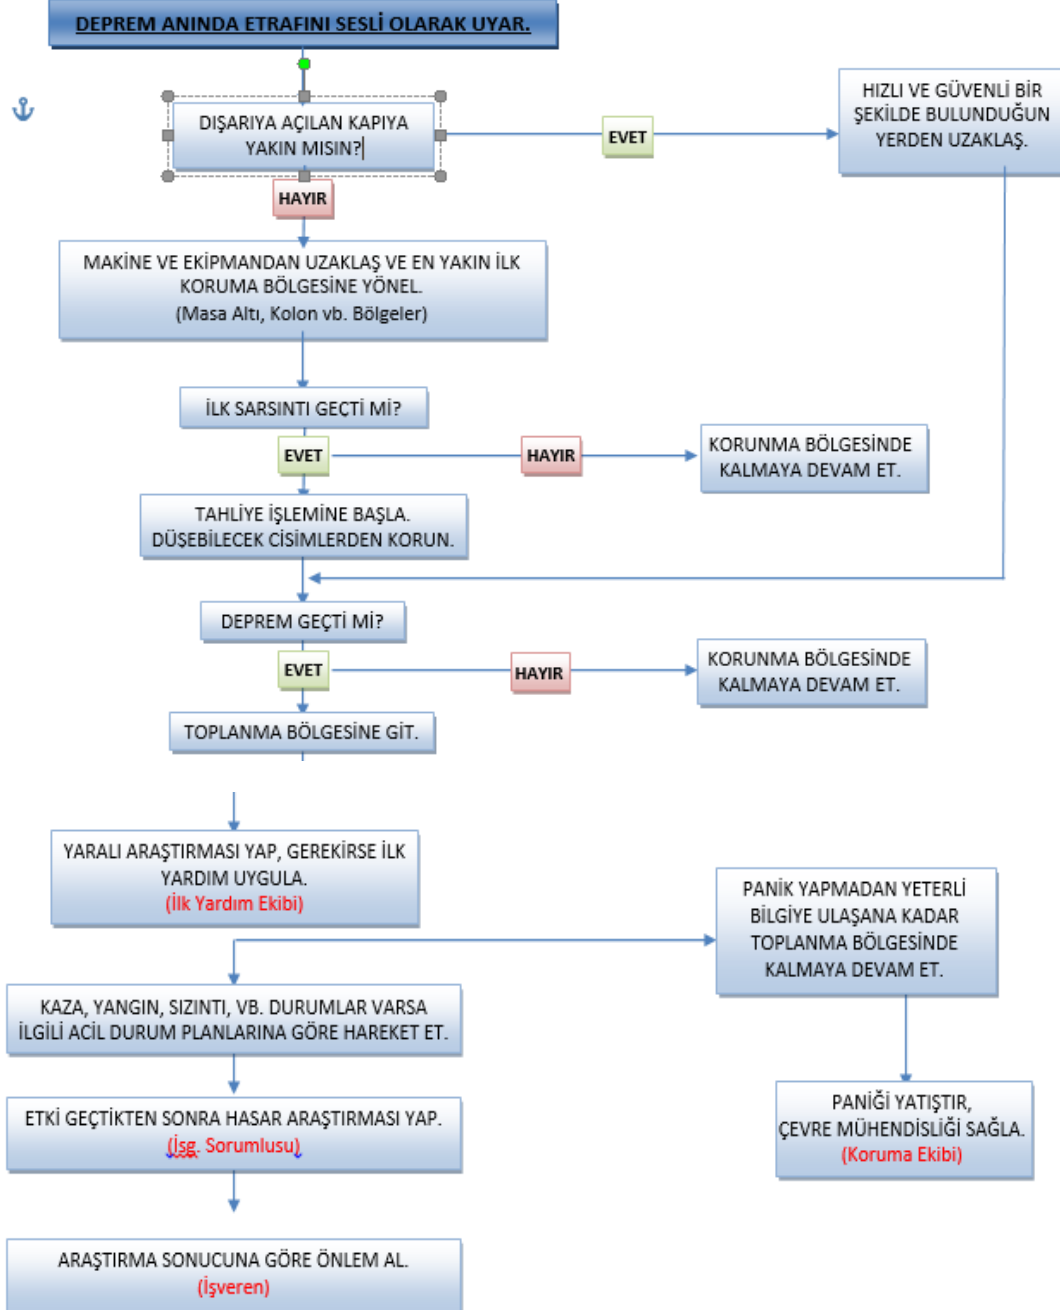 DEPREM ANINDA ETRAFINI SESLİ OLARAK UYAR.
DIŞARIYA AÇILAN KAPIYA
YAKIN MISIN?
EVET
HIZLI VE GÜVENLİ BİR
ŞEKİLDE BULUNDUĞUN
YERDEN UZAKLAŞ.
HAYIR
MAKİNE VE EKİPMANDAN UZAKLAŞ VE EN YAKIN İLK
KORUMA BÖLGESİNE YÖNEL.
(Masa Altı, Kolon vb. Bölgeler)
İLK SARSINTI GEÇTİ Mİ?
EVET
HAYIR
KORUNMA BÖLGESİNDE
KALMAYA DEVAM ET.
TAHLİYE İŞLEMİNE BAŞLA.
DÜŞEBİLECEK CİSİMLERDEN KORUN.
DEPREM GEÇTİ Mİ?
EVET
HAYIR
KORUNMA BÖLGESİNDE
KALMAYA DEVAM ET.
TOPLANMA BÖLGESİNE GİT.
YARALI ARAŞTIRMASI YAP, GEREKİRSE İLK
YARDIM UYGULA.
(İlk Yardım Ekibi)
PANİK YAPMADAN YETERLİ
BİLGİYE ULAŞANA KADAR
TOPLANMA BÖLGESİNDE
KALMAYA DEVAM ET.
KAZA, YANGIN, SIZINTI, VB. DURUMLAR VARSA
İLGİLİ ACİL DURUM PLANLARINA GÖRE HAREKET ET.
ETKİ GEÇTİKTEN SONRA HASAR ARAŞTIRMASI YAP.
(İsg. Sorumlusu)
PANİĞİ YATIŞTIR,
ÇEVRE MÜHENDİSLİĞİ SAĞLA.
(Koruma Ekibi)
ARAŞTIRMA SONUCUNA GÖRE ÖNLEM AL.
(İşveren)